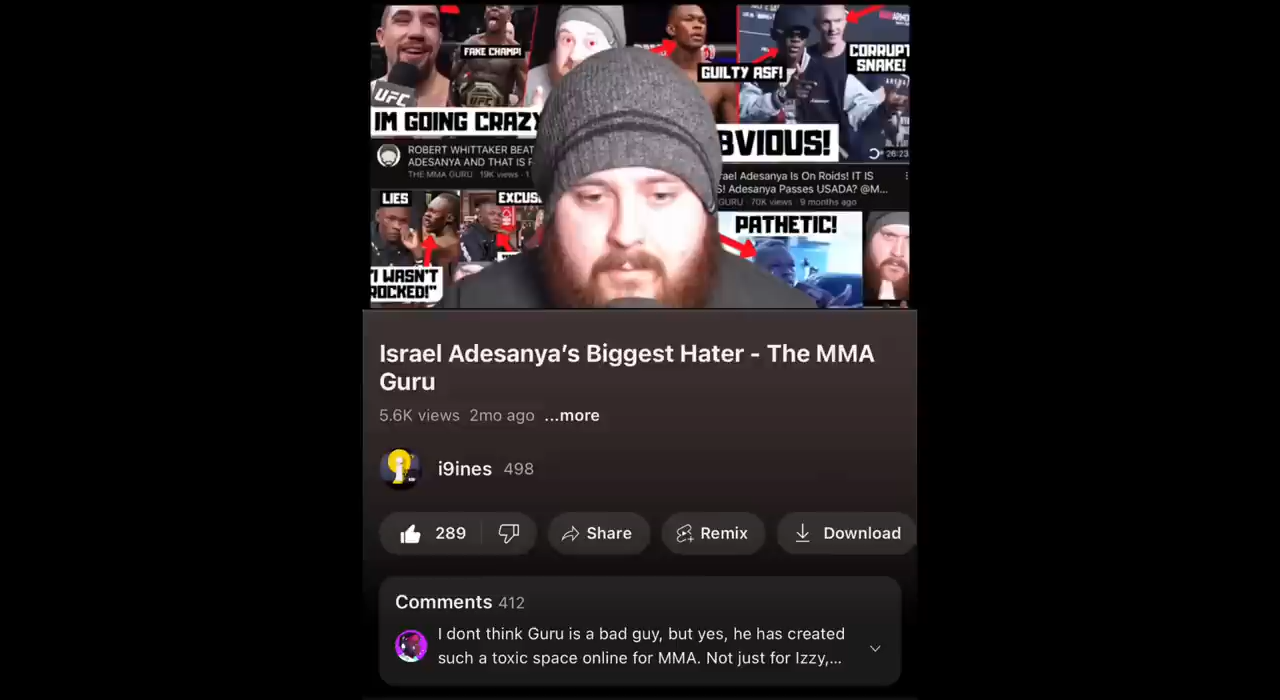 FAKE CHAMP!
UFC
IM GOING CRAZY
ROBERT WHITTAKER BEAT
ADESANYA AND THAT IS
THE MMA GURU 19K views
GUILTY ASF!
CORRUPT
SNAKE!
BVIOUS!
26:23
rael Adesanya Is On Roids! IT IS
S! Adesanya Passes USADA? @M...
GURU · 70K views · 9 months ago
LIES
EXCUS
"I WASN'T
ROCKED!"
PATHETIC!
Israel Adesanya's Biggest Hater - The MMA
Guru
5.6K views 2mo ago ...more
i9ines 498
289 Share Remix Download
Comments 412
I dont think Guru is a bad guy, but yes, he has created
such a toxic space online for MMA. Not just for Izzy,...